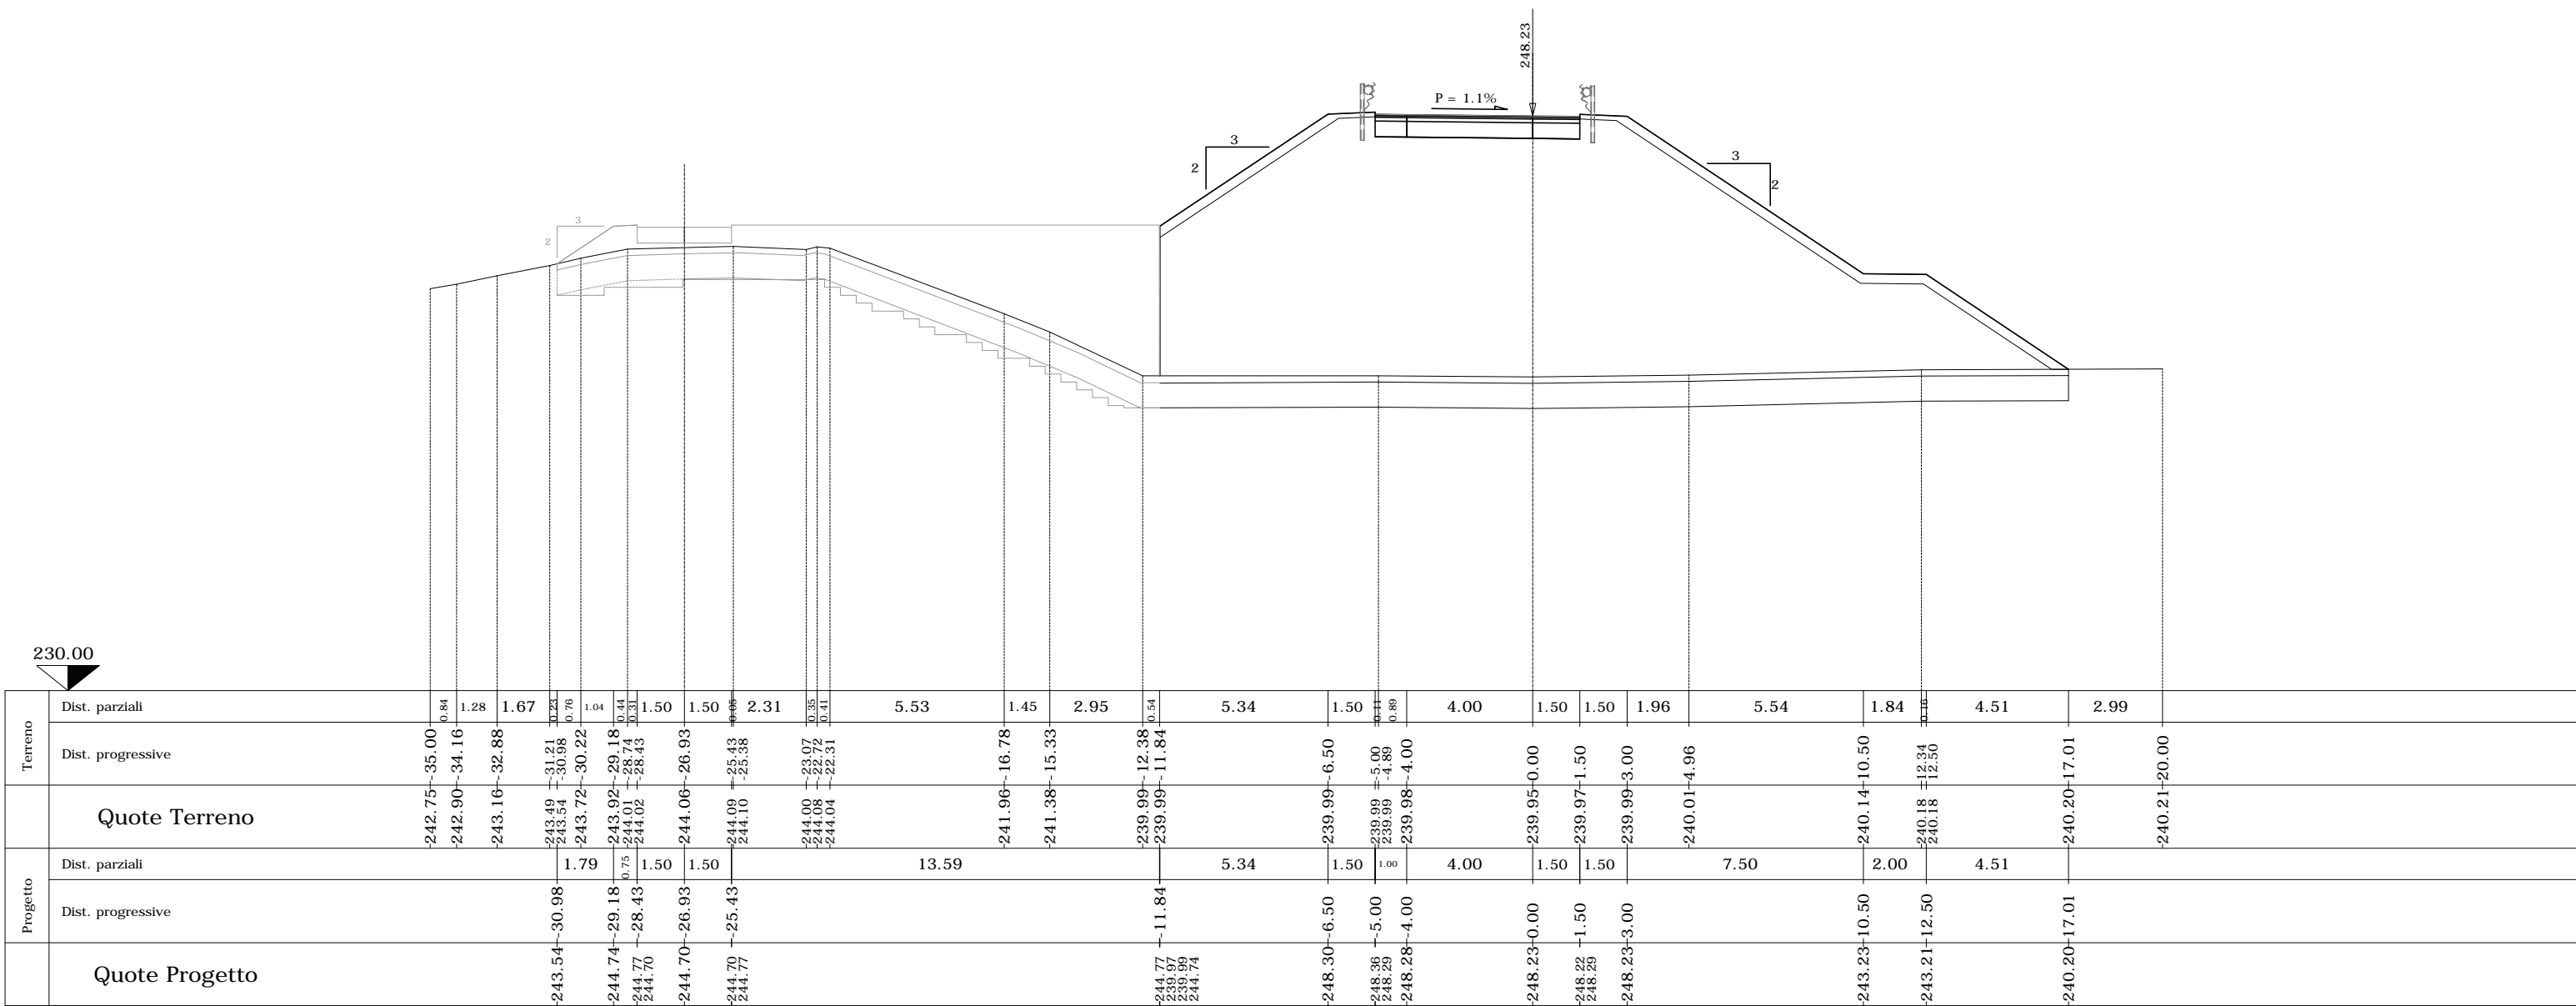 248.23
P = 1.1%
3
2
3
2
3
2
230.00
Terreno
Dist. parziali
0.84 1.28 1.67 0.23 0.76 1.04 0.44 0.31 1.50 1.50 0.05 2.31 0.35 0.41 5.53 1.45 2.95 0.54 5.34 1.50 0.11 0.89 4.00 1.50 1.50 1.96 5.54 1.84 0.16 4.51 2.99
Dist. progressive
-35.00 -34.16 -32.88 -31.21 -30.98 -30.22 -29.18 -28.74 -28.43 -26.93 -25.43 -25.38 -23.07 -22.72 -22.31 -16.78 -15.33 -12.38 -11.84 -6.50 -5.00 -4.89 -4.00 0.00 1.50 3.00 4.96 10.50 12.34 12.50 17.01 20.00
Quote Terreno
242.75 242.90 243.16 243.49 243.54 243.72 243.92 244.01 244.02 244.06 244.09 244.10 244.00 244.08 244.04 241.96 241.38 239.99 239.99 239.99 239.99 239.99 239.98 239.95 239.97 239.99 240.01 240.14 240.18 240.18 240.20 240.21
Progetto
Dist. parziali
1.79 0.75 1.50 1.50 13.59 5.34 1.50 1.00 4.00 1.50 1.50 7.50 2.00 4.51
Dist. progressive
-30.98 -29.18 -28.43 -26.93 -25.43 -11.84 -6.50 -5.00 -4.00 0.00 1.50 3.00 10.50 12.50 17.01
Quote Progetto
243.54 244.74 244.77 244.70 244.70 244.70 244.77 244.77 239.97 239.99 244.74 248.30 248.36 248.29 248.28 248.23 248.22 248.29 248.23 243.23 243.21 240.20